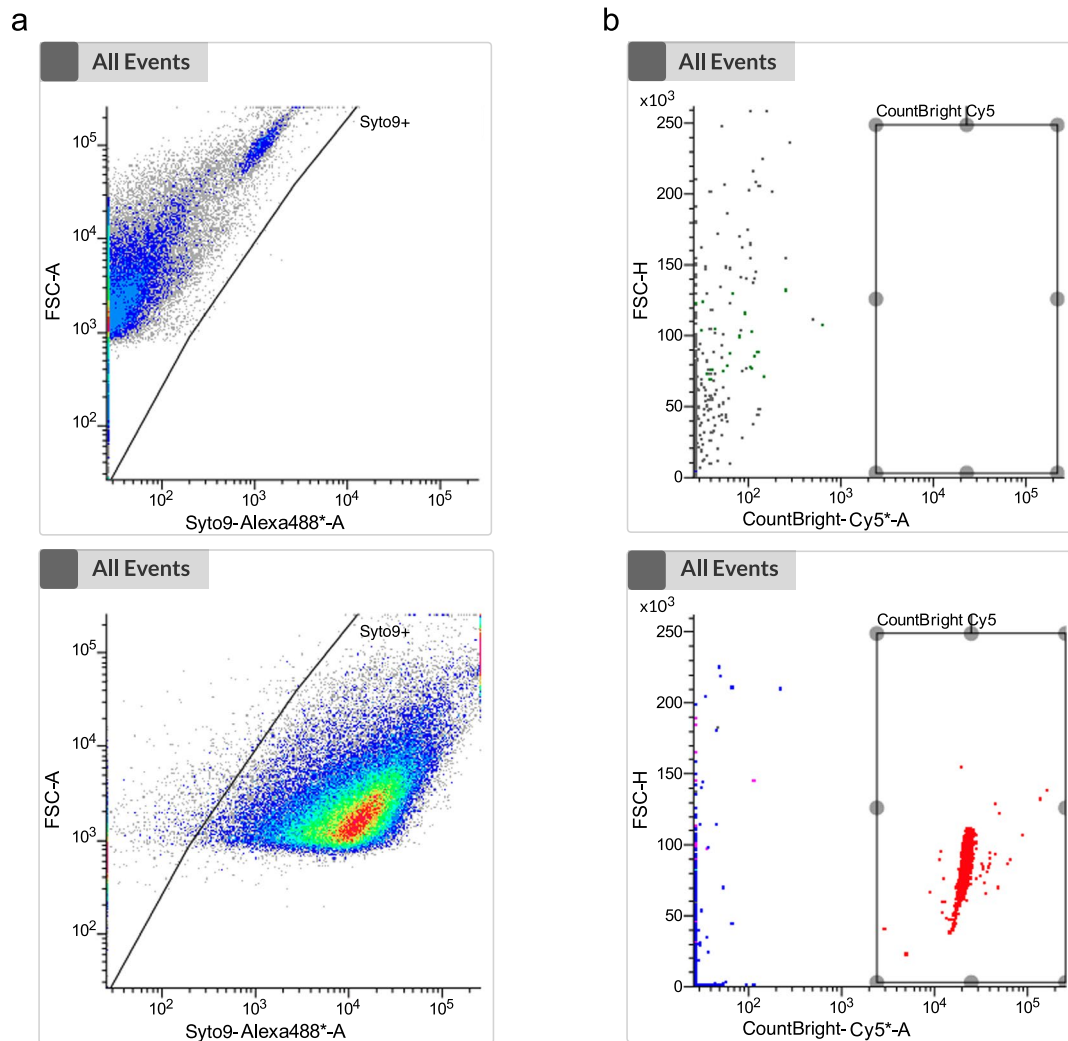 a
All Events
Syto9+
10⁵
10⁴
10³
10²
FSC-A
10² 10³ 10⁴ 10⁵
Syto9-Alexa488*-A
All Events
Syto9+
10⁵
10⁴
10³
10²
FSC-A
10² 10³ 10⁴ 10⁵
Syto9-Alexa488*-A
b
All Events
x10³
CountBright Cy5
250
200
150
100
50
0
FSC-H
10² 10³ 10⁴ 10⁵
CountBright-Cy5*-A
All Events
x10³
CountBright Cy5
250
200
150
100
50
0
FSC-H
10² 10³ 10⁴ 10⁵
CountBright-Cy5*-A